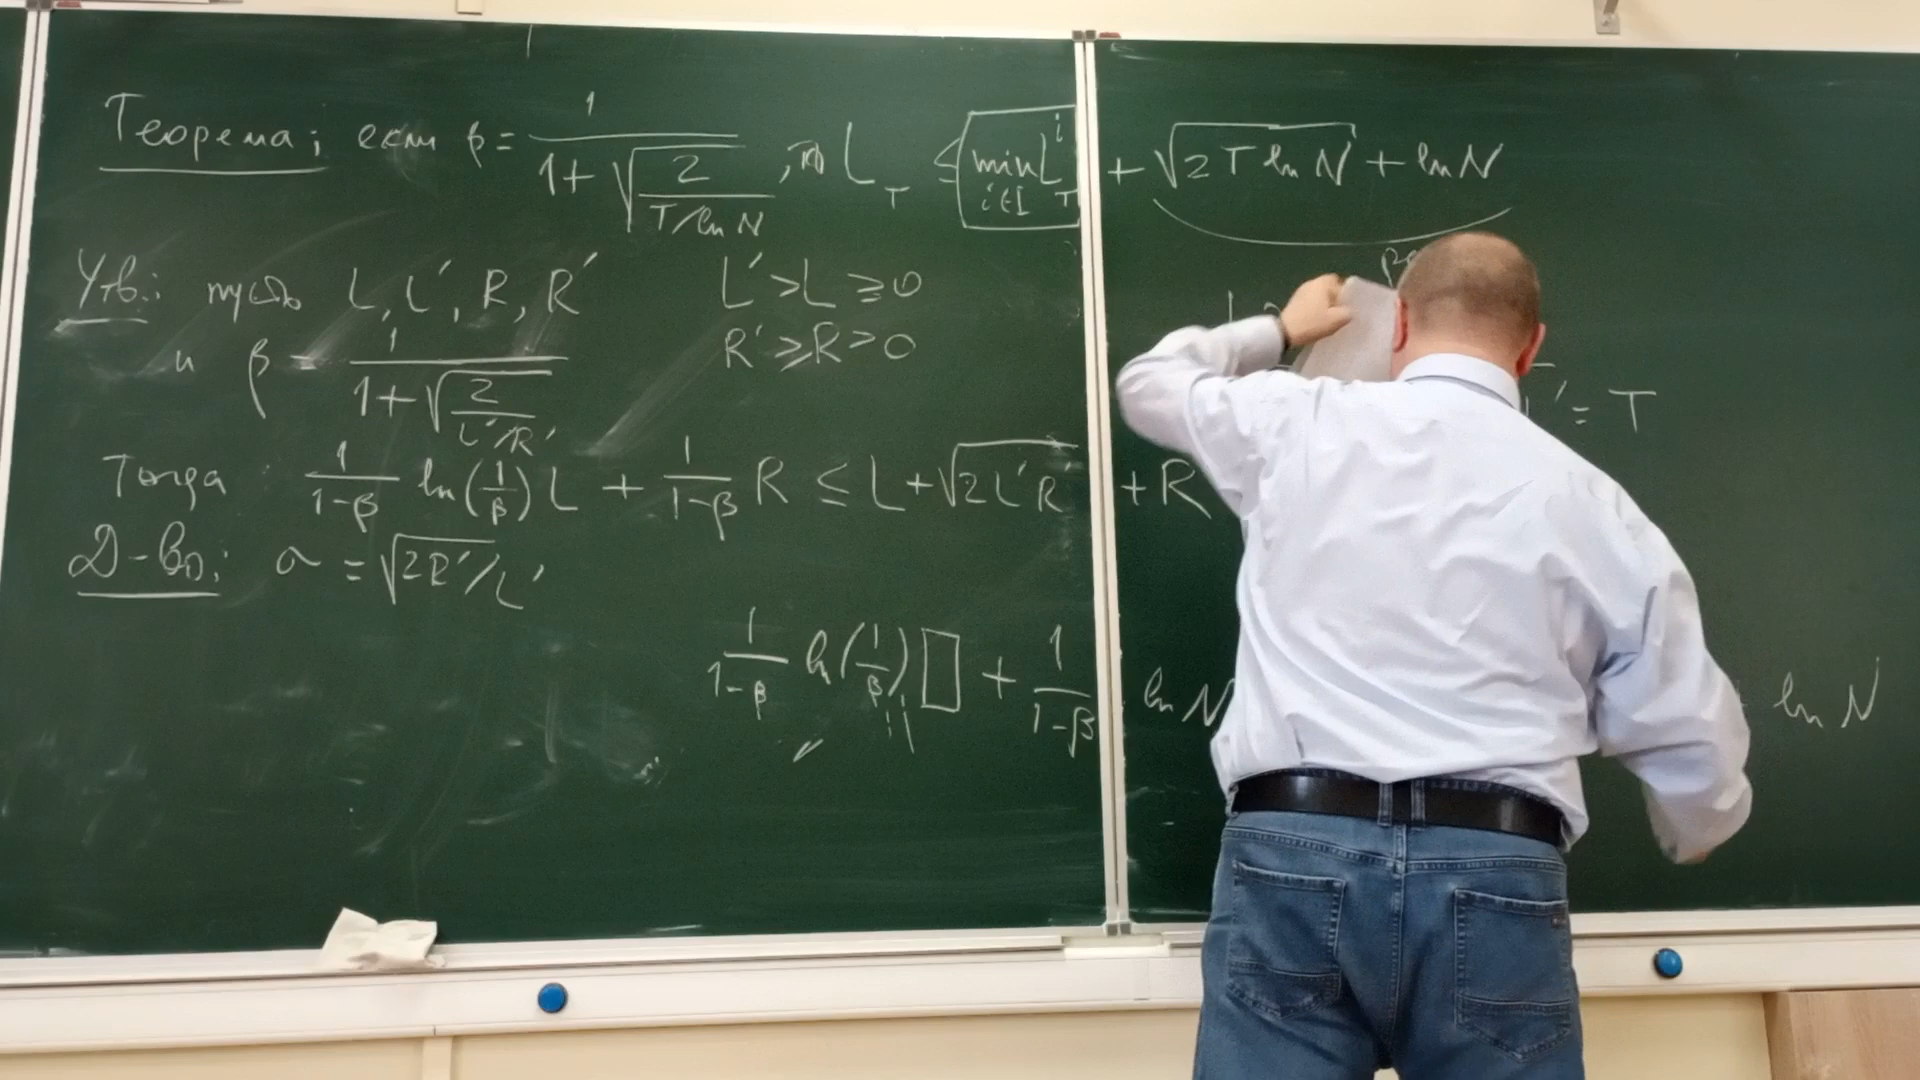 Теорема: если β = 1/(1+√(2/(T/ln N))), то L_T ≤ min_{i∈I} L_T^i + √(2T ln N) + ln N
Утв.: пусть L, L′, R, R′ L′ > L ≥ 0
R′ ≥ R > 0
и β = 1/(1+√(2/(L′/R′)))
′ = T
Тогда 1/(1-β) ln(1/β) L + 1/(1-β) R ≤ L + √(2L′R′) + R
Д-во: a = √(2R′/L′)
1/(1-β) ln(1/β) □ + 1/(1-β) ln N ln N